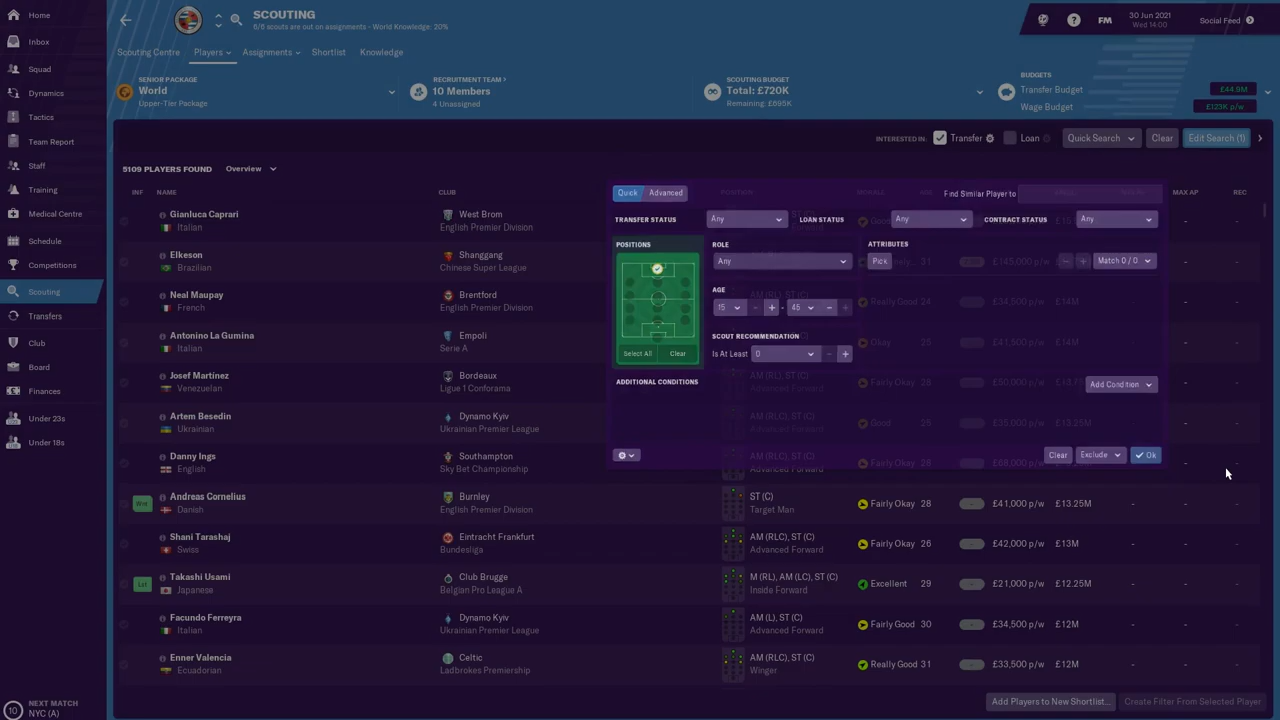 Home
Inbox
Squad
Dynamics
Tactics
Team Report
Staff
Training
Medical Centre
Schedule
Competitions
Scouting
Transfers
Club
Board
Finances
Under 23s
Under 18s
NEXT MATCH
NYC (A)
SCOUTING
6/6 scouts are out on assignments - World Knowledge: 20%
30 Jun 2021
Wed 14:00
FM
Social Feed
Scouting Centre Players Assignments Shortlist Knowledge
SENIOR PACKAGE
World
Upper-Tier Package
RECRUITMENT TEAM >
10 Members
4 Unassigned
SCOUTING BUDGET
Total: £720K
Remaining: £695K
BUDGETS
Transfer Budget £44.9M
Wage Budget £123K p/w
INTERESTED IN: Transfer Loan Quick Search Clear Edit Search (1)
5109 PLAYERS FOUND Overview
INF NAME CLUB MAX AP REC
Quick Advanced Find Similar Player to
TRANSFER STATUS Any LOAN STATUS Any CONTRACT STATUS Any
POSITIONS
Select All Clear
ROLE
Any
ATTRIBUTES
Pick Match 0 / 0
AGE
15 - + - 45 - +
SCOUT RECOMMENDATION
Is At Least 0 - +
ADDITIONAL CONDITIONS
Add Condition
Clear Exclude Ok
Gianluca Caprari
Italian
West Brom
English Premier Division
Elkeson
Brazilian
Shanggang
Chinese Super League
Neal Maupay
French
Brentford
English Premier Division
Antonino La Gumina
Italian
Empoli
Serie A
Josef Martínez
Venezuelan
Bordeaux
Ligue 1 Conforama
Artem Besedin
Ukrainian
Dynamo Kyiv
Ukrainian Premier League
Danny Ings
English
Southampton
Sky Bet Championship
Andreas Cornelius
Danish
Burnley
English Premier Division
ST (C)
Target Man
Fairly Okay 28 - £41,000 p/w £13.25M - - -
Shani Tarashaj
Swiss
Eintracht Frankfurt
Bundesliga
AM (RLC), ST (C)
Advanced Forward
Fairly Okay 26 - £42,000 p/w £13M - - -
Takashi Usami
Japanese
Club Brugge
Belgian Pro League A
M (RL), AM (LC), ST (C)
Inside Forward
Excellent 29 - £21,000 p/w £12.25M - - -
Facundo Ferreyra
Italian
Dynamo Kyiv
Ukrainian Premier League
AM (L), ST (C)
Advanced Forward
Fairly Good 30 - £34,500 p/w £12M - - -
Enner Valencia
Ecuadorian
Celtic
Ladbrokes Premiership
AM (RLC), ST (C)
Winger
Really Good 31 - £33,500 p/w £12M - - -
Add Players to New Shortlist... Create Filter From Selected Player